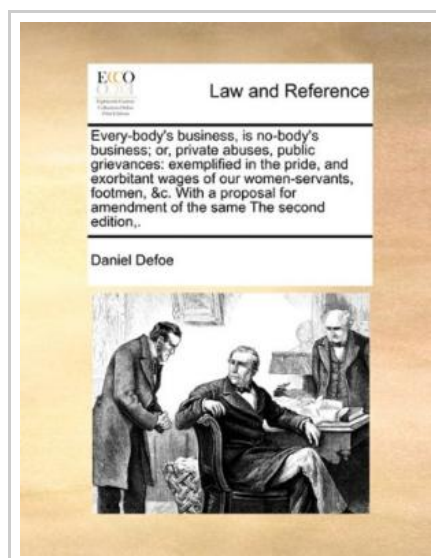 ECCO
Law and Reference
Every-body's business, is no-body's
business; or, private abuses, public
grievances: exemplified in the pride, and
exorbitant wages of our women-servants,
footmen, &c. With a proposal for
amendment of the same The second
edition,.
Daniel Defoe